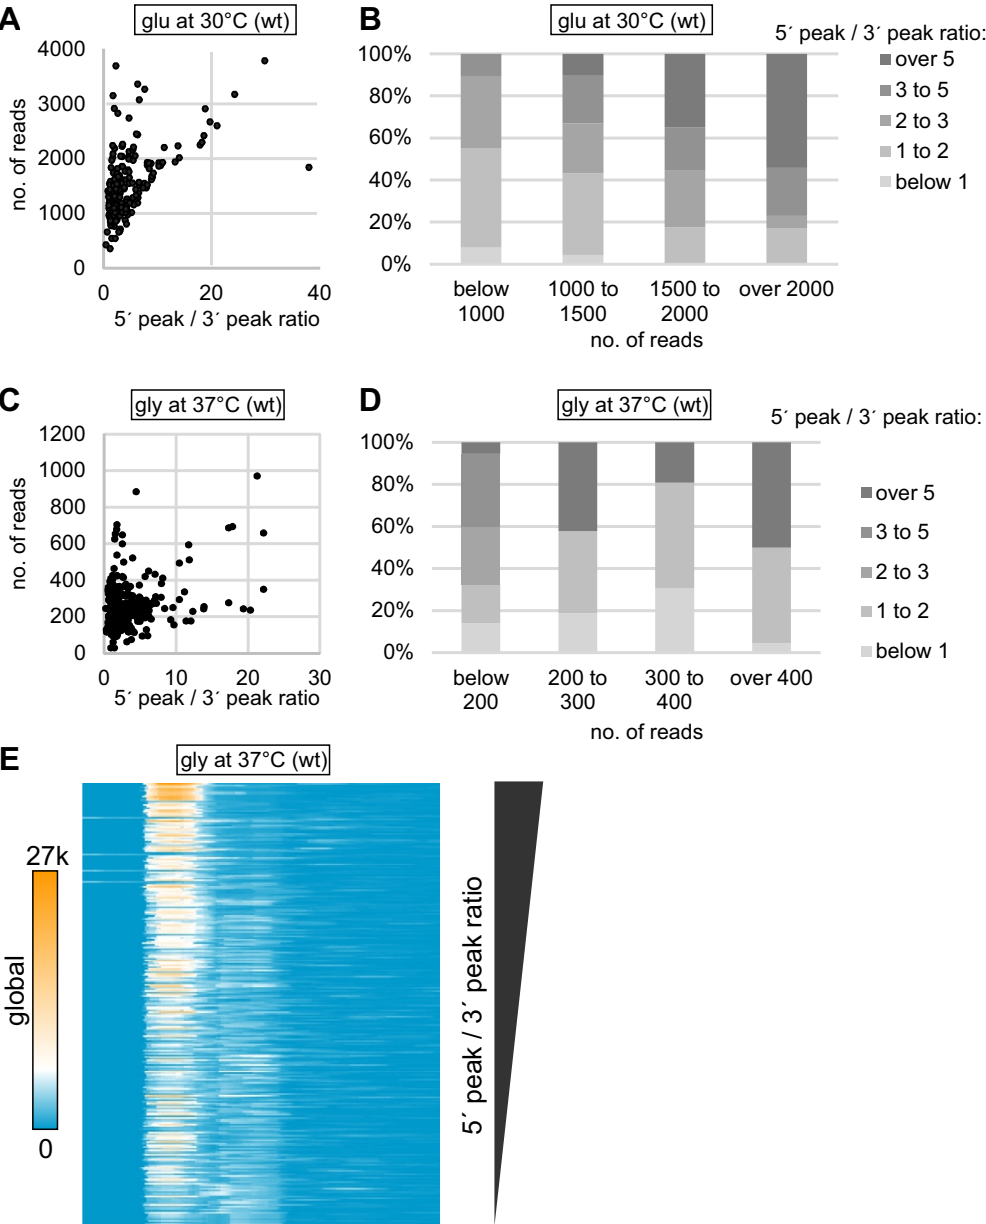 A
glu at 30°C (wt)
4000
3000
2000
1000
0
no. of reads
0 20 40
5´ peak / 3´ peak ratio
B
glu at 30°C (wt)
100%
80%
60%
40%
20%
0%
below 1000
1000 to 1500
1500 to 2000
over 2000
no. of reads
5´ peak / 3´ peak ratio:
over 5
3 to 5
2 to 3
1 to 2
below 1
C
gly at 37°C (wt)
1200
1000
800
600
400
200
0
no. of reads
0 10 20 30
5´ peak / 3´ peak ratio
D
gly at 37°C (wt)
100%
80%
60%
40%
20%
0%
below 200
200 to 300
300 to 400
over 400
no. of reads
5´ peak / 3´ peak ratio:
over 5
3 to 5
2 to 3
1 to 2
below 1
E
gly at 37°C (wt)
27k
global
0
5´ peak / 3´ peak ratio